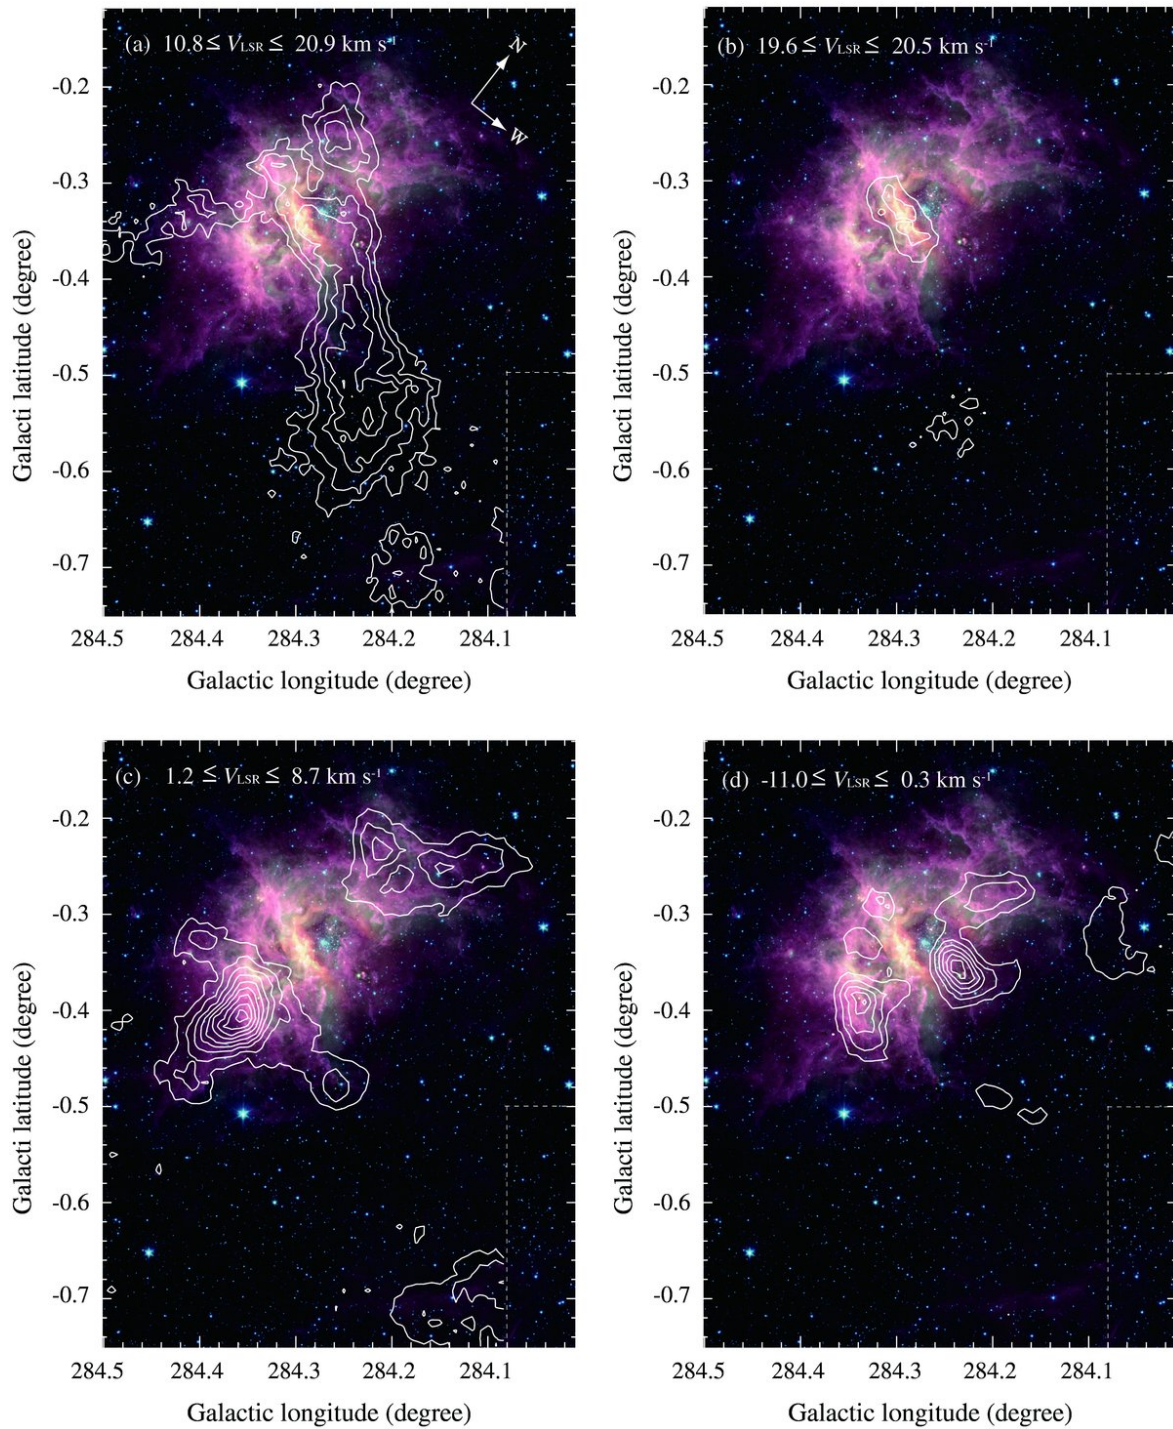 (a) 10.8 ≤ VLSR ≤ 20.9 km s-1
N
W
-0.2
-0.3
-0.4
-0.5
-0.6
-0.7
Galacti latitude (degree)
284.5 284.4 284.3 284.2 284.1
Galactic longitude (degree)
(b) 19.6 ≤ VLSR ≤ 20.5 km s-1
-0.2
-0.3
-0.4
-0.5
-0.6
-0.7
Galacti latitude (degree)
284.5 284.4 284.3 284.2 284.1
Galactic longitude (degree)
(c) 1.2 ≤ VLSR ≤ 8.7 km s-1
-0.2
-0.3
-0.4
-0.5
-0.6
-0.7
Galacti latitude (degree)
284.5 284.4 284.3 284.2 284.1
Galactic longitude (degree)
(d) -11.0 ≤ VLSR ≤ 0.3 km s-1
-0.2
-0.3
-0.4
-0.5
-0.6
-0.7
Galacti latitude (degree)
284.5 284.4 284.3 284.2 284.1
Galactic longitude (degree)